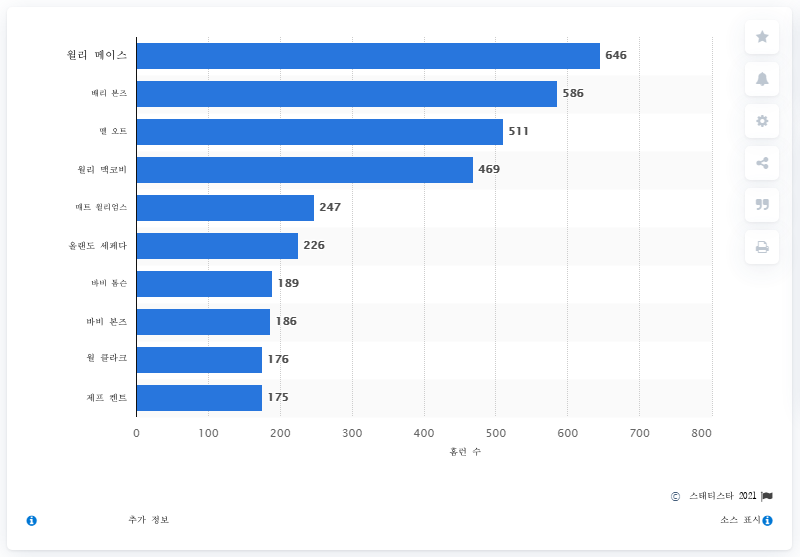 윌리 메이스 646
배리 본즈 586
멜 오트 511
윌리 맥코비 469
매트 윌리엄스 247
올랜도 세페다 226
바비 톰슨 189
바비 본즈 186
윌 클라크 176
제프 켄트 175
0 100 200 300 400 500 600 700 800
홈런 수
© 스태티스타 2021
추가 정보 소스 표시